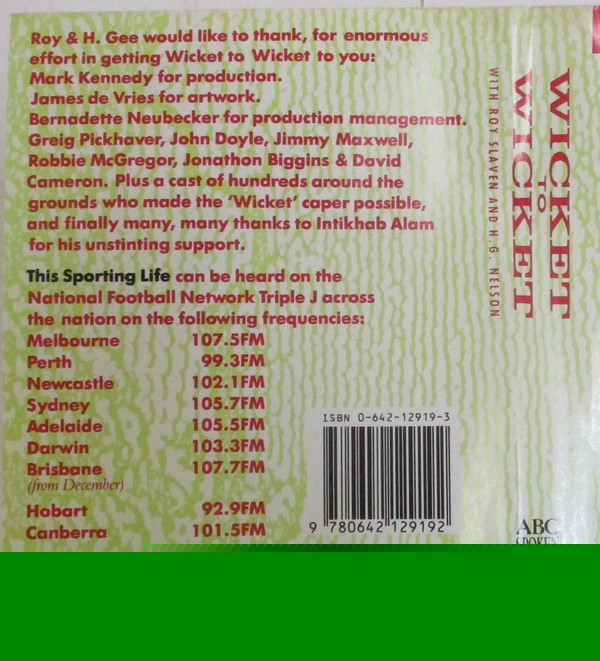 Roy & H. Gee would like to thank, for enormous
effort in getting Wicket to Wicket to you:
Mark Kennedy for production.
James de Vries for artwork.
Bernadette Neubecker for production management.
Greig Pickhaver, John Doyle, Jimmy Maxwell,
Robbie McGregor, Jonathon Biggins & David
Cameron. Plus a cast of hundreds around the
grounds who made the ‘Wicket’ caper possible,
and finally many, many thanks to Intikhab Alam
for his unstinting support.
This Sporting Life can be heard on the
National Football Network Triple J across
the nation on the following frequencies:
Melbourne 107.5FM
Perth 99.3FM
Newcastle 102.1FM
Sydney 105.7FM
Adelaide 105.5FM
Darwin 103.3FM
Brisbane 107.7FM
(from December)
Hobart 92.9FM
Canberra 101.5FM
ISBN 0-642-12919-3
9 780642 129192
WICKET
TO
WICKET
WITH ROY SLAVEN AND H.G. NELSON
ABC